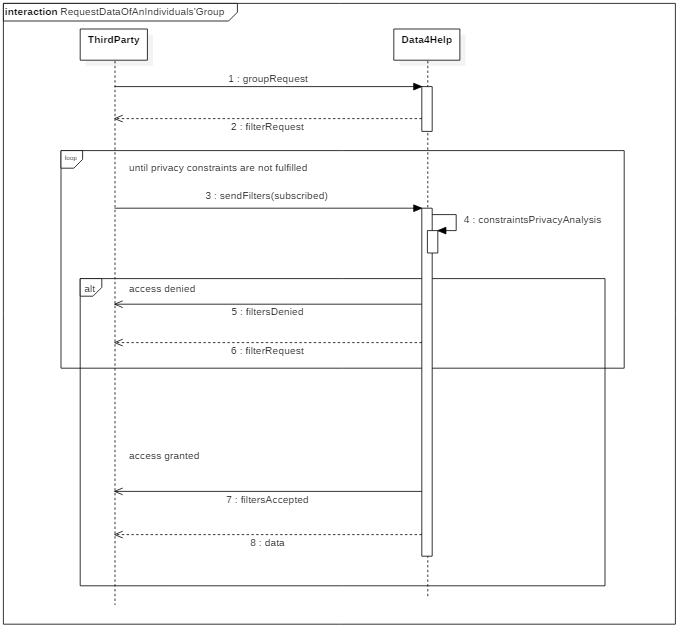 interaction RequestDataOfAnIndividuals'Group
ThirdParty
Data4Help
1 : groupRequest
2 : filterRequest
loop
until privacy constraints are not fulfilled
3 : sendFilters(subscribed)
4 : constraintsPrivacyAnalysis
alt
access denied
5 : filtersDenied
6 : filterRequest
access granted
7 : filtersAccepted
8 : data